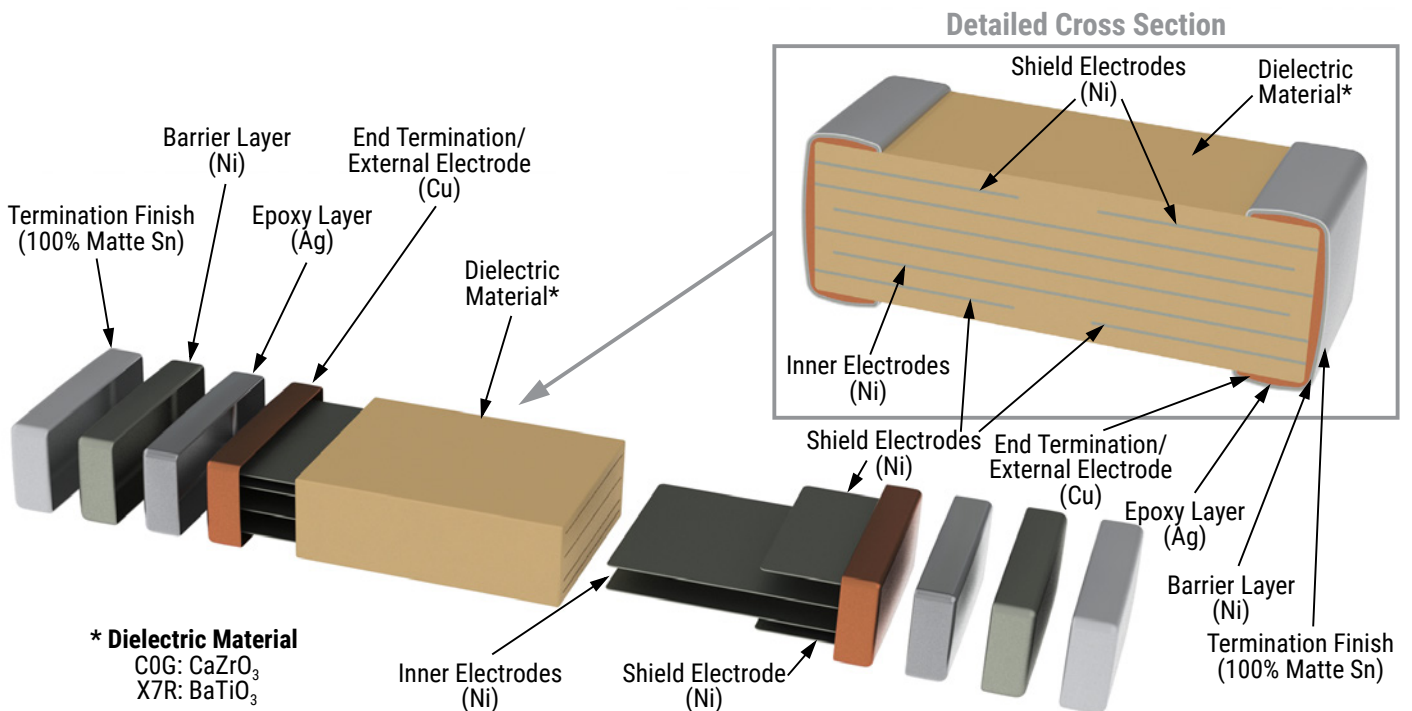 Detailed Cross Section
Shield Electrodes
(Ni)
Dielectric
Material*
Inner Electrodes
(Ni)
Shield Electrodes
(Ni)
End Termination/
External Electrode
(Cu)
Epoxy Layer
(Ag)
Barrier Layer
(Ni)
Termination Finish
(100% Matte Sn)
Barrier Layer
(Ni)
End Termination/
External Electrode
(Cu)
Termination Finish
(100% Matte Sn)
Epoxy Layer
(Ag)
Dielectric
Material*
Inner Electrodes
(Ni)
Shield Electrode
(Ni)
* Dielectric Material
C0G: CaZrO₃
X7R: BaTiO₃